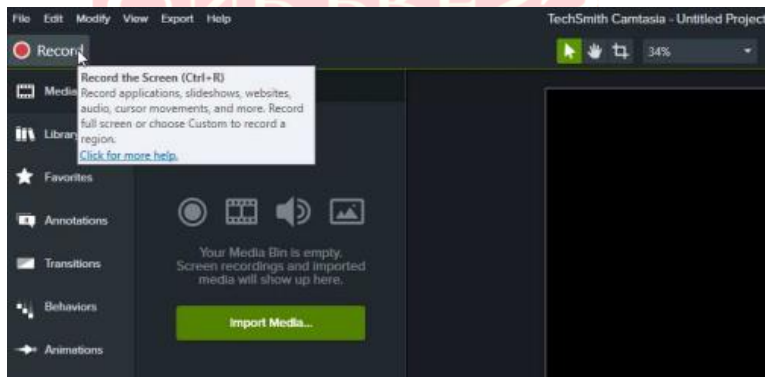 File Edit Modify View Export Help
TechSmith Camtasia - Untitled Project
Record
34%
Record the Screen (Ctrl+R)
Record applications, slideshows, websites,
audio, cursor movements, and more. Record
full screen or choose Custom to record a
region.
Click for more help.
Media
Library
Favorites
Annotations
Transitions
Behaviors
Animations
Your Media Bin is empty.
Screen recordings and imported
media will show up here.
Import Media...